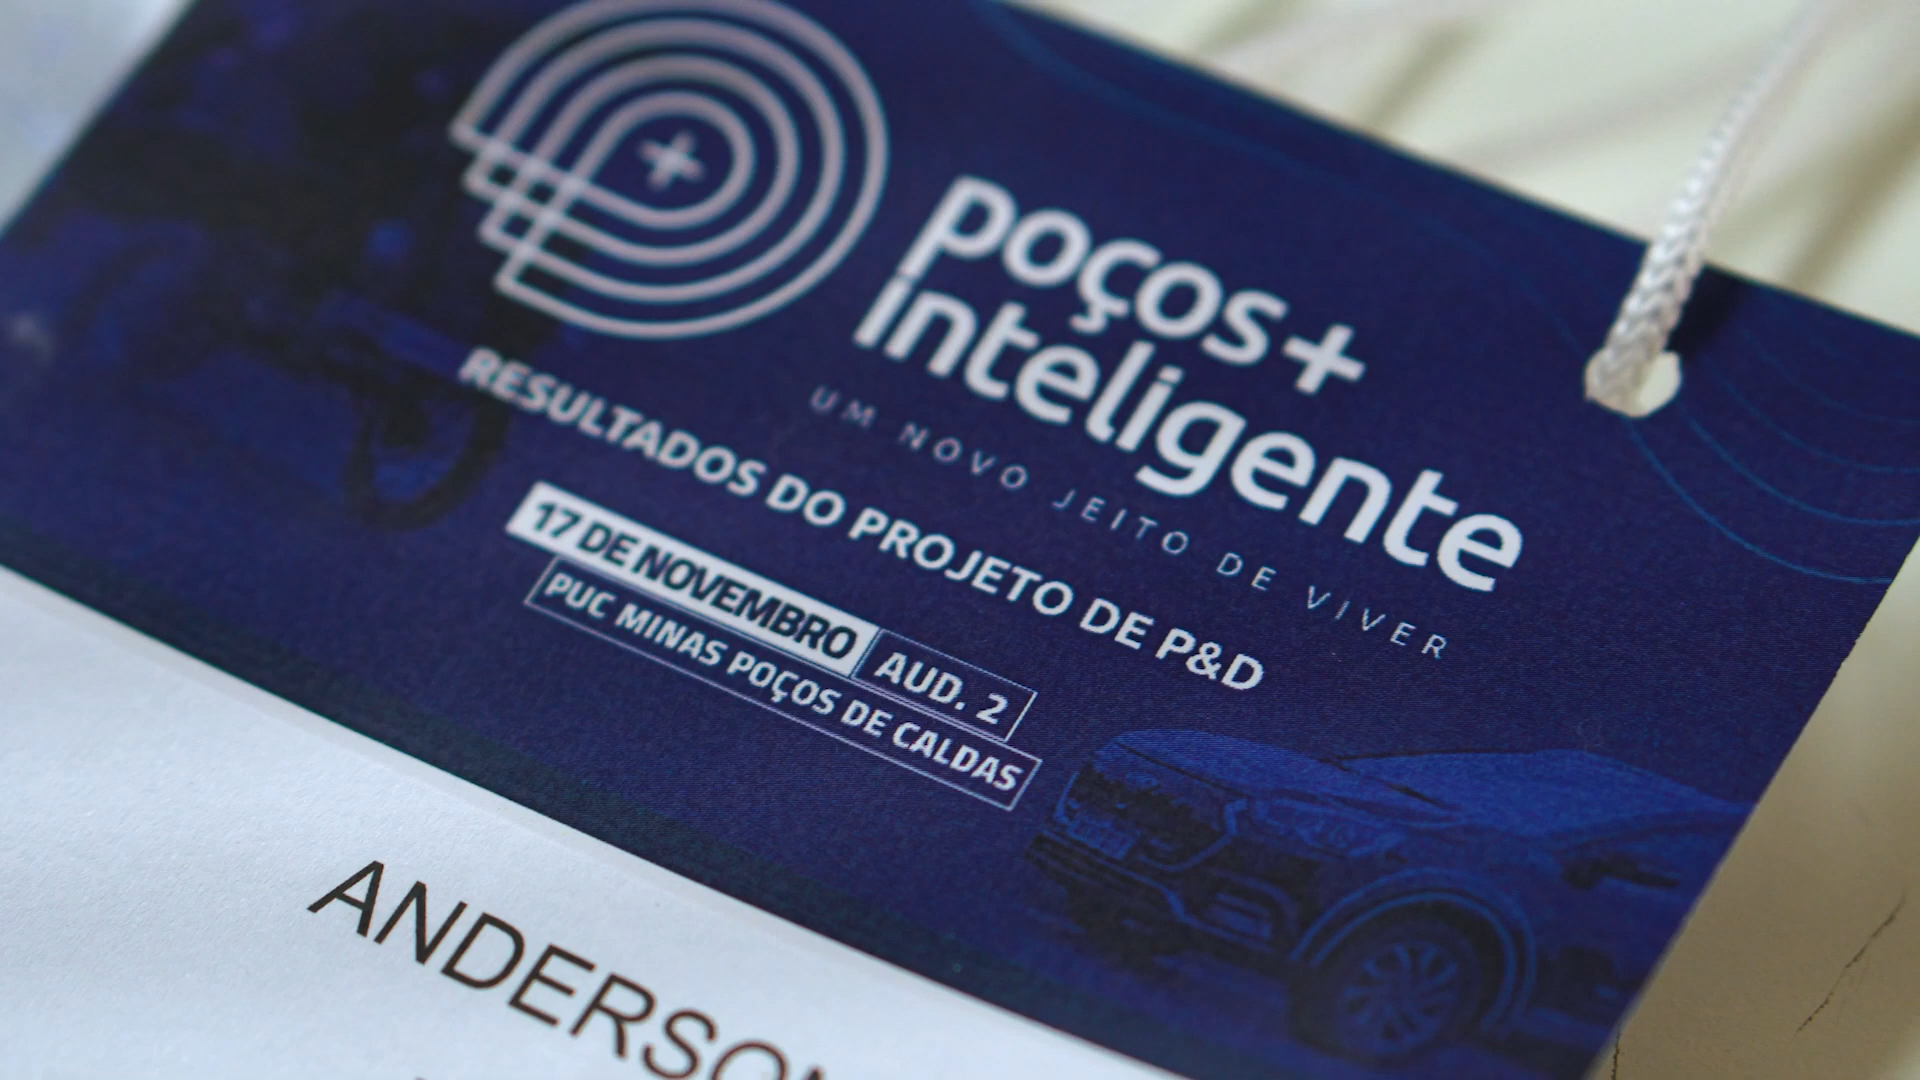 poços+
inteligente
UM NOVO JEITO DE VIVER
RESULTADOS DO PROJETO DE P&D
17 DE NOVEMBRO AUD. 2
PUC MINAS POÇOS DE CALDAS
ANDERSON